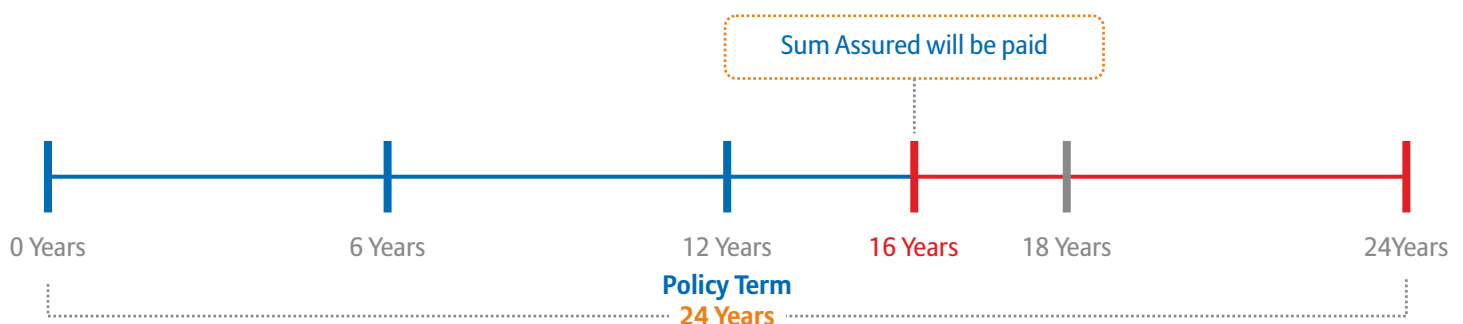 Sum Assured will be paid
0 Years
6 Years
12 Years
16 Years
18 Years
24Years
Policy Term
24 Years